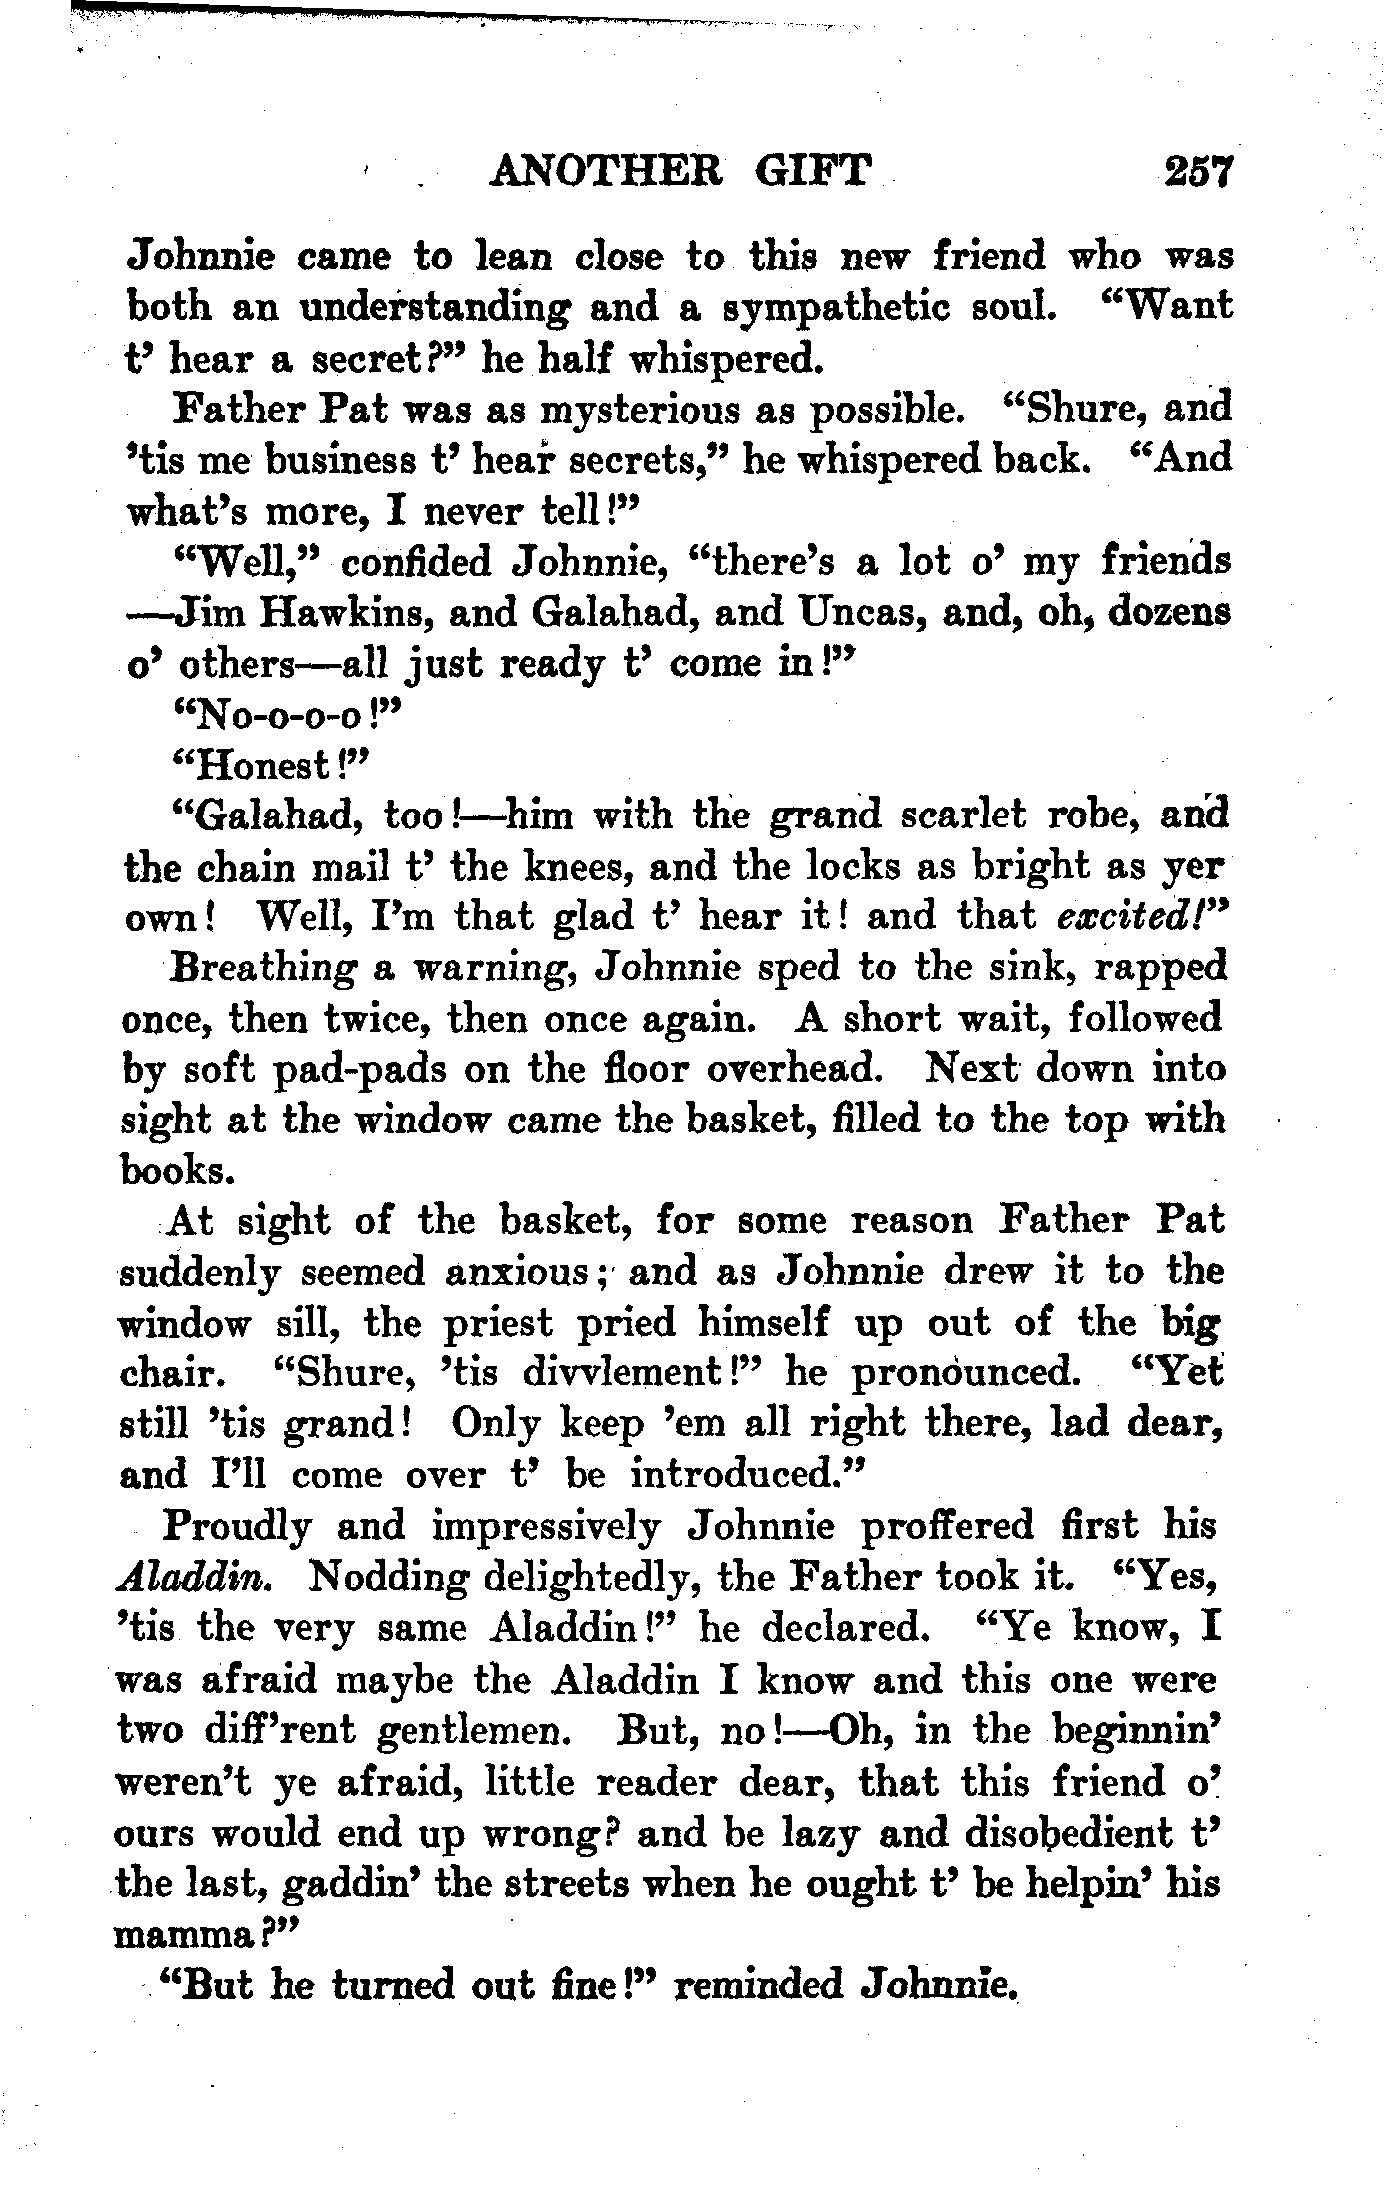 ANOTHER GIFT 257
Johnnie came to lean close to this new friend who was
both an understanding and a sympathetic soul. “Want
t’ hear a secret?” he half whispered.
Father Pat was as mysterious as possible. “Shure, and
’tis me business t’ hear secrets,” he whispered back. “And
what’s more, I never tell!”
“Well,” confided Johnnie, “there’s a lot o’ my friends
—Jim Hawkins, and Galahad, and Uncas, and, oh, dozens
o’ others—all just ready t’ come in!”
“No-o-o-o!”
“Honest!”
“Galahad, too!—him with the grand scarlet robe, and
the chain mail t’ the knees, and the locks as bright as yer
own! Well, I’m that glad t’ hear it! and that excited!”
Breathing a warning, Johnnie sped to the sink, rapped
once, then twice, then once again. A short wait, followed
by soft pad-pads on the floor overhead. Next down into
sight at the window came the basket, filled to the top with
books.
At sight of the basket, for some reason Father Pat
suddenly seemed anxious; and as Johnnie drew it to the
window sill, the priest pried himself up out of the big
chair. “Shure, ’tis divvlement!” he pronounced. “Yet
still ’tis grand! Only keep ’em all right there, lad dear,
and I’ll come over t’ be introduced.”
Proudly and impressively Johnnie proffered first his
Aladdin. Nodding delightedly, the Father took it. “Yes,
’tis the very same Aladdin!” he declared. “Ye know, I
was afraid maybe the Aladdin I know and this one were
two diff’rent gentlemen. But, no!—Oh, in the beginnin’
weren’t ye afraid, little reader dear, that this friend o’
ours would end up wrong? and be lazy and disobedient t’
the last, gaddin’ the streets when he ought t’ be helpin’ his
mamma?”
“But he turned out fine!” reminded Johnnie.